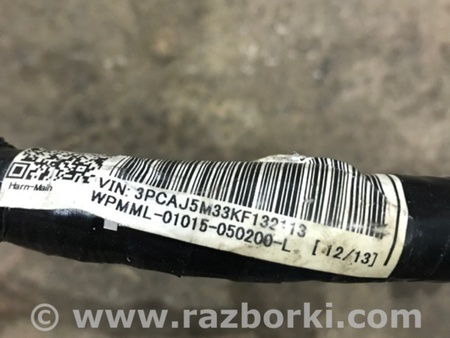 Harn-Main
VIN: 3PCAJ5M33KF132113
WPMML-01015-050200-L [12/13]
© www.razborki.com